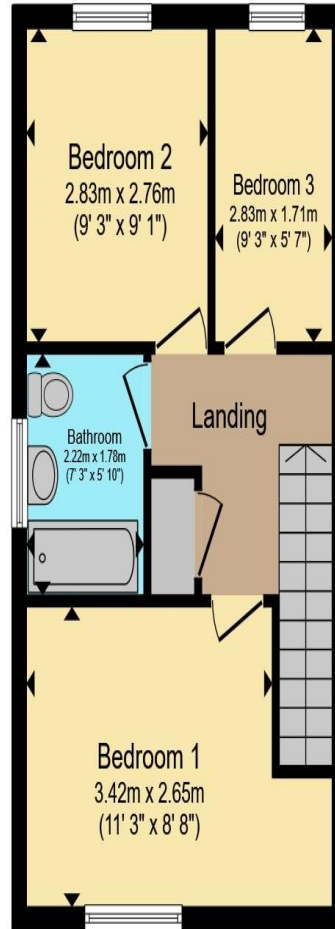 Bedroom 2
2.83m x 2.76m
(9' 3" x 9' 1")
Bedroom 3
2.83m x 1.71m
(9' 3" x 5' 7")
Landing
Bathroom
2.22m x 1.78m
(7' 3" x 5' 10")
Bedroom 1
3.42m x 2.65m
(11' 3" x 8' 8")